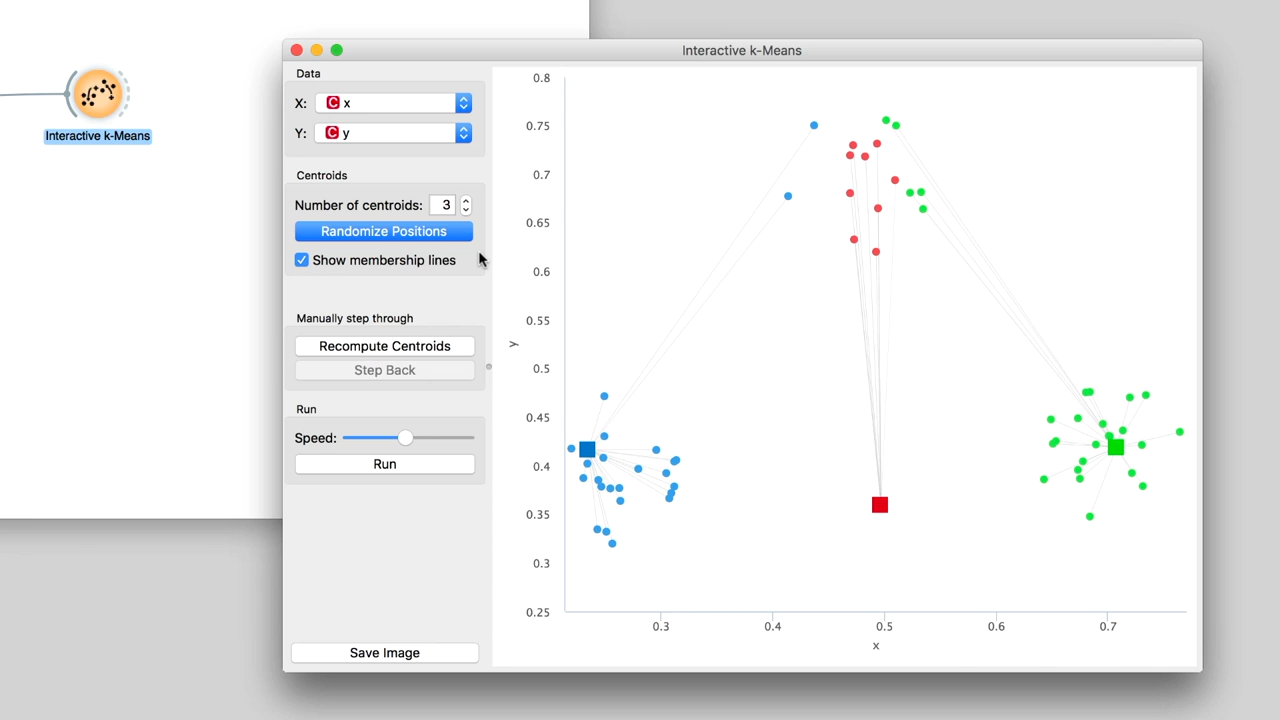 Interactive k-Means
Interactive k-Means
Data
X: C x
Y: C y
Centroids
Number of centroids: 3
Randomize Positions
Show membership lines
Manually step through
Recompute Centroids
Step Back
Run
Speed:
Run
Save Image
0.8
0.75
0.7
0.65
0.6
0.55
y
0.5
0.45
0.4
0.35
0.3
0.25
0.3 0.4 0.5 0.6 0.7
x